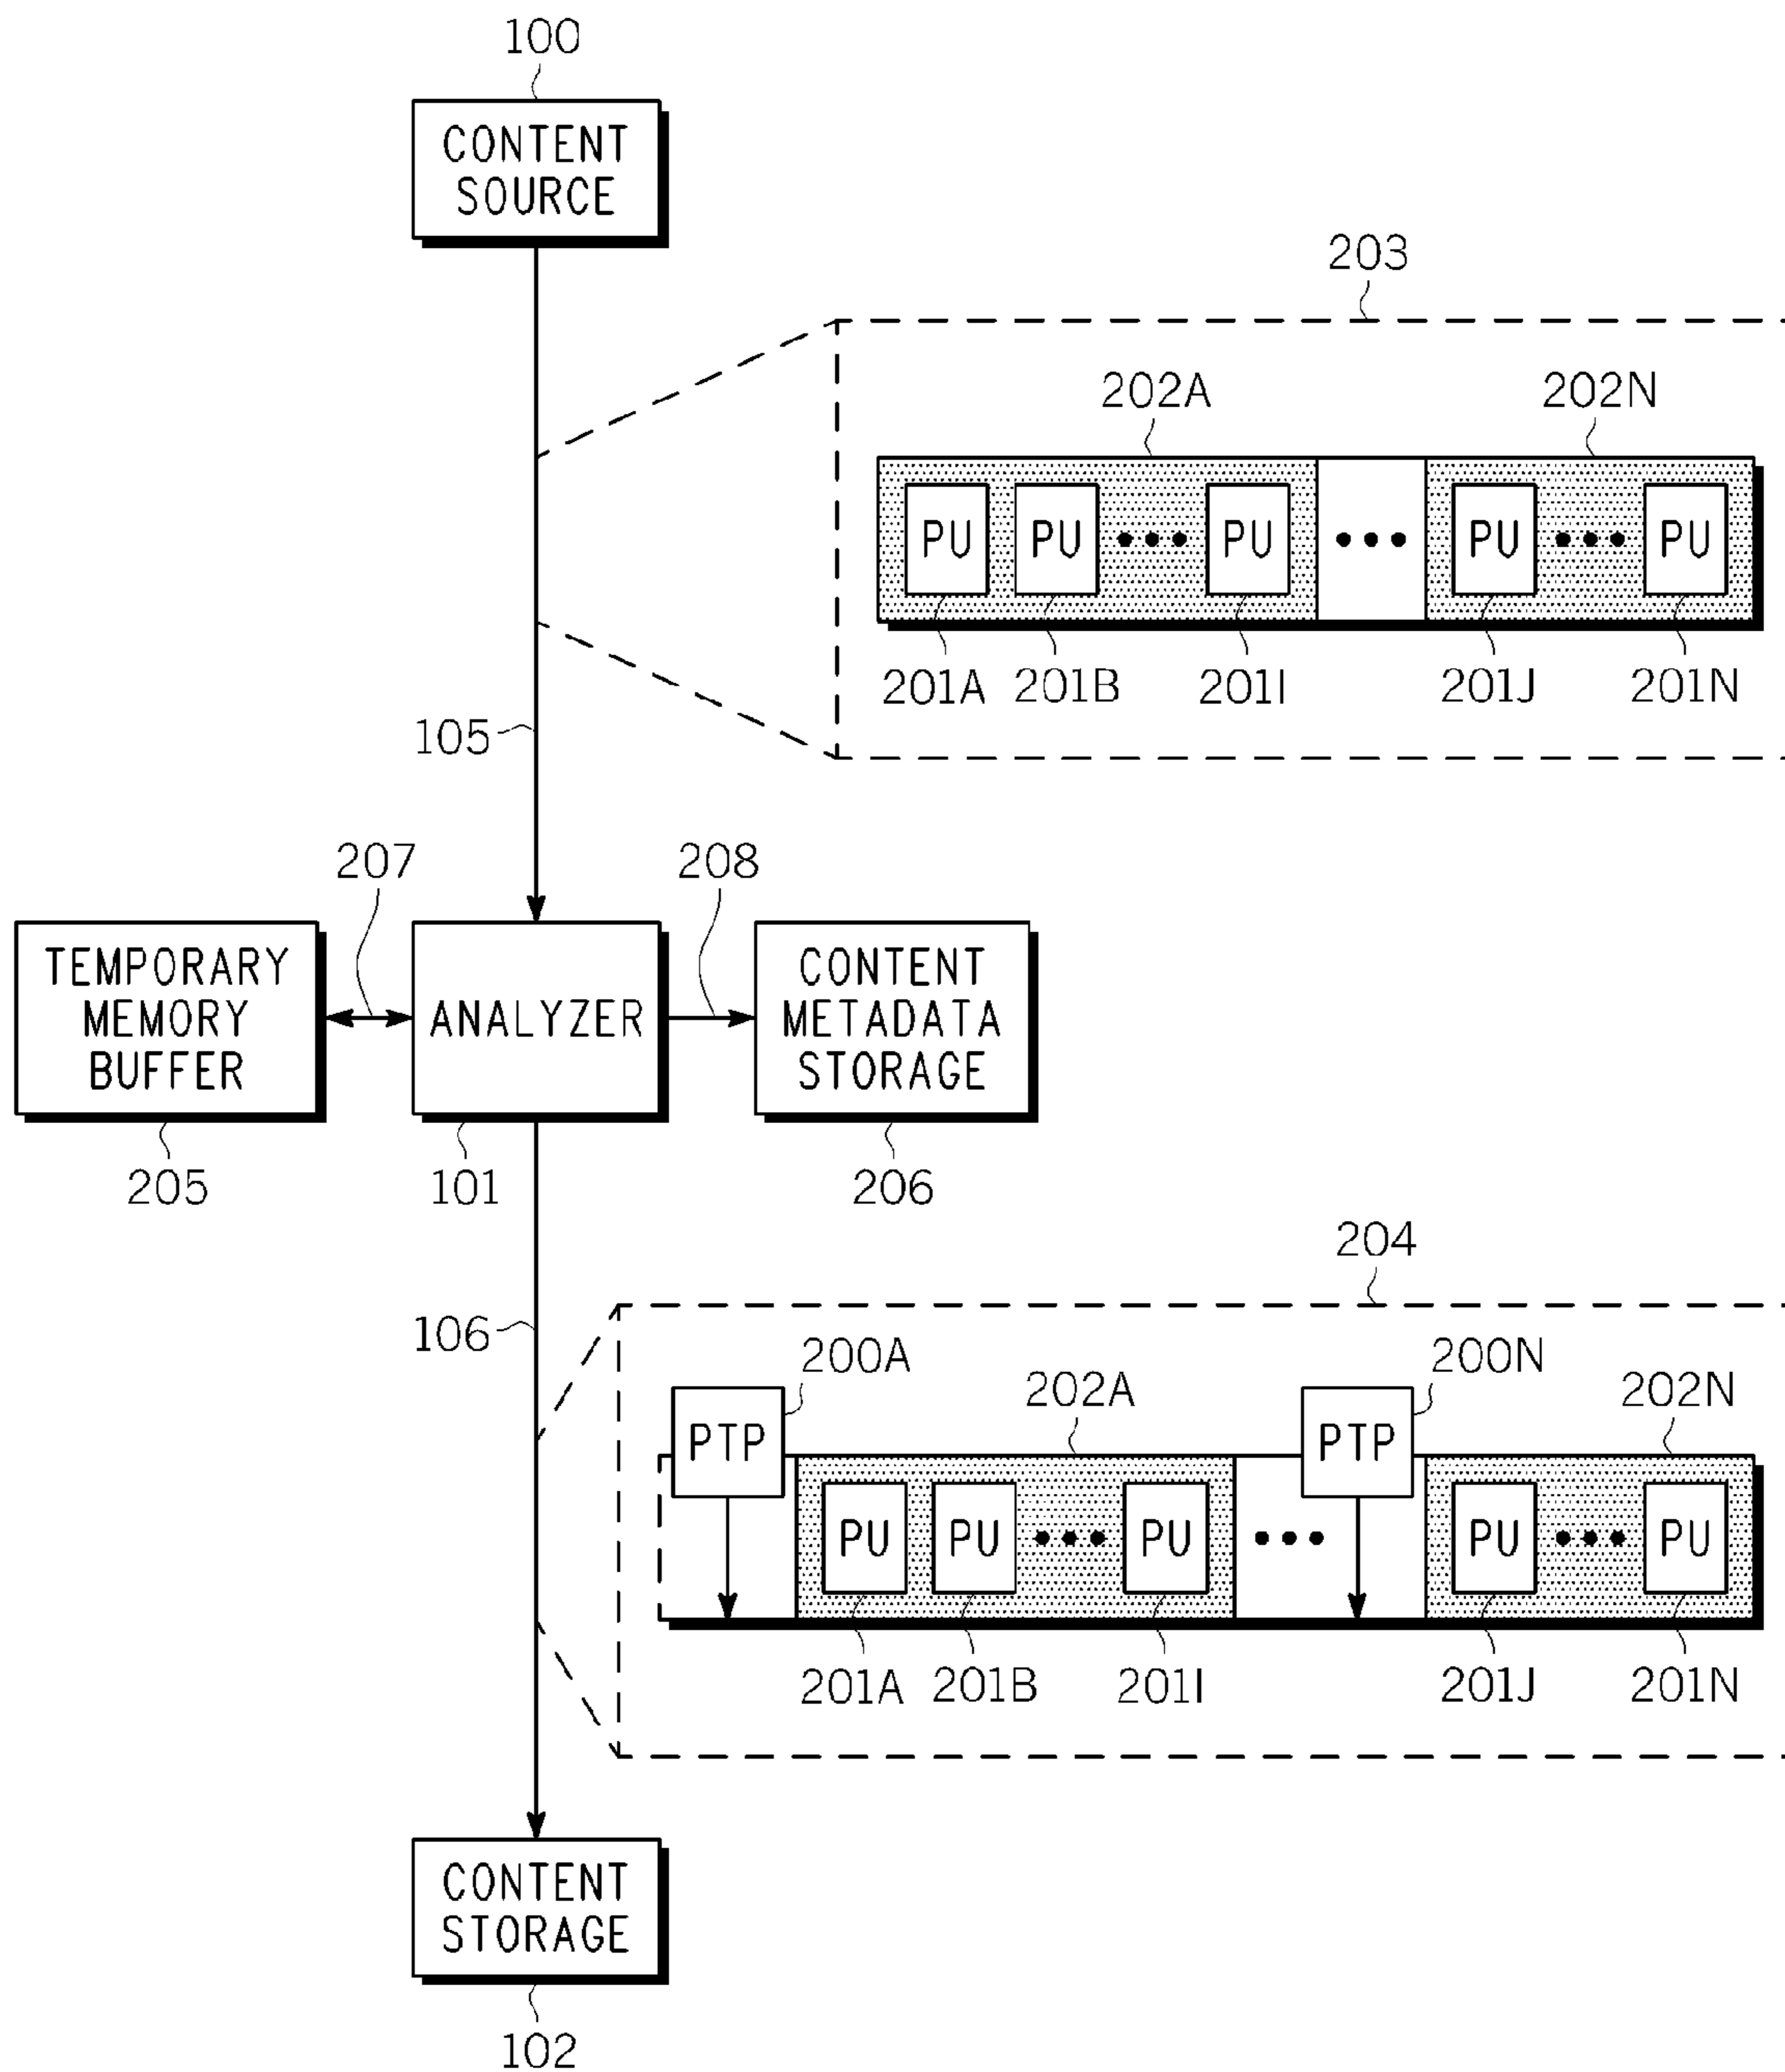 100
CONTENT
SOURCE
203
202A
202N
PU
PU
PU
PU
PU
201A
201B
201I
201J
201N
105
207
208
TEMPORARY
MEMORY
BUFFER
ANALYZER
CONTENT
METADATA
STORAGE
205
101
206
204
106
200A
200N
202A
202N
PTP
PTP
PU
PU
PU
PU
PU
201A
201B
201I
201J
201N
CONTENT
STORAGE
102